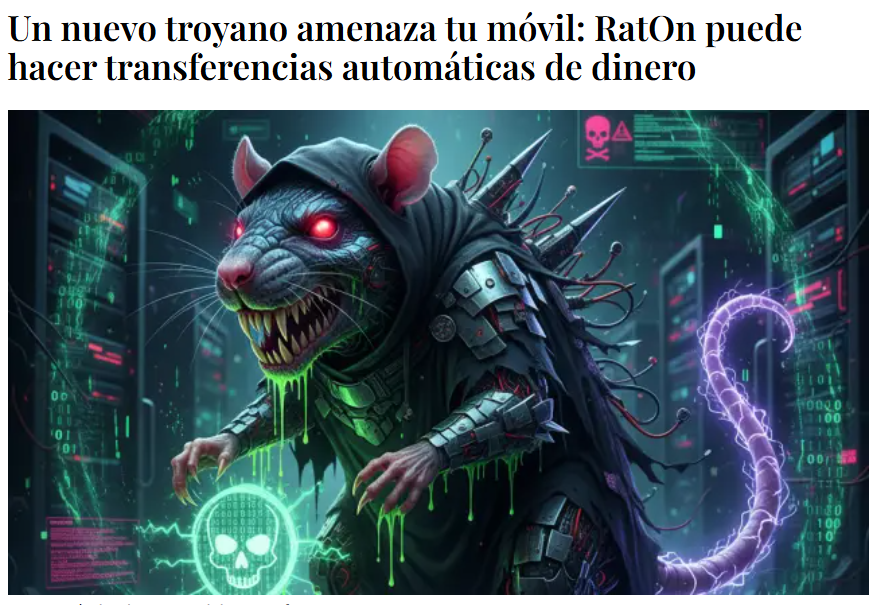 Un nuevo troyano amenaza tu móvil: RatOn puede
hacer transferencias automáticas de dinero